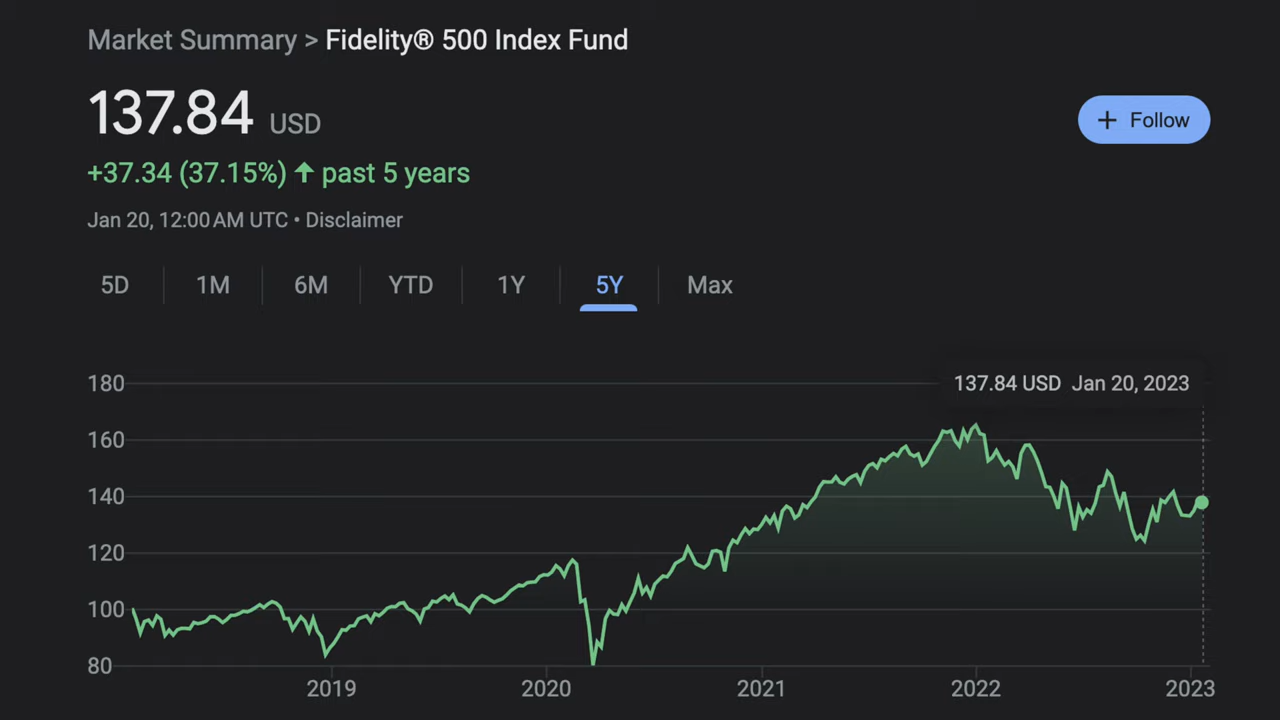 Market Summary > Fidelity® 500 Index Fund
137.84 USD
+ Follow
+37.34 (37.15%) ↑ past 5 years
Jan 20, 12:00 AM UTC • Disclaimer
5D 1M 6M YTD 1Y 5Y Max
137.84 USD Jan 20, 2023
180
160
140
120
100
80
2019 2020 2021 2022 2023